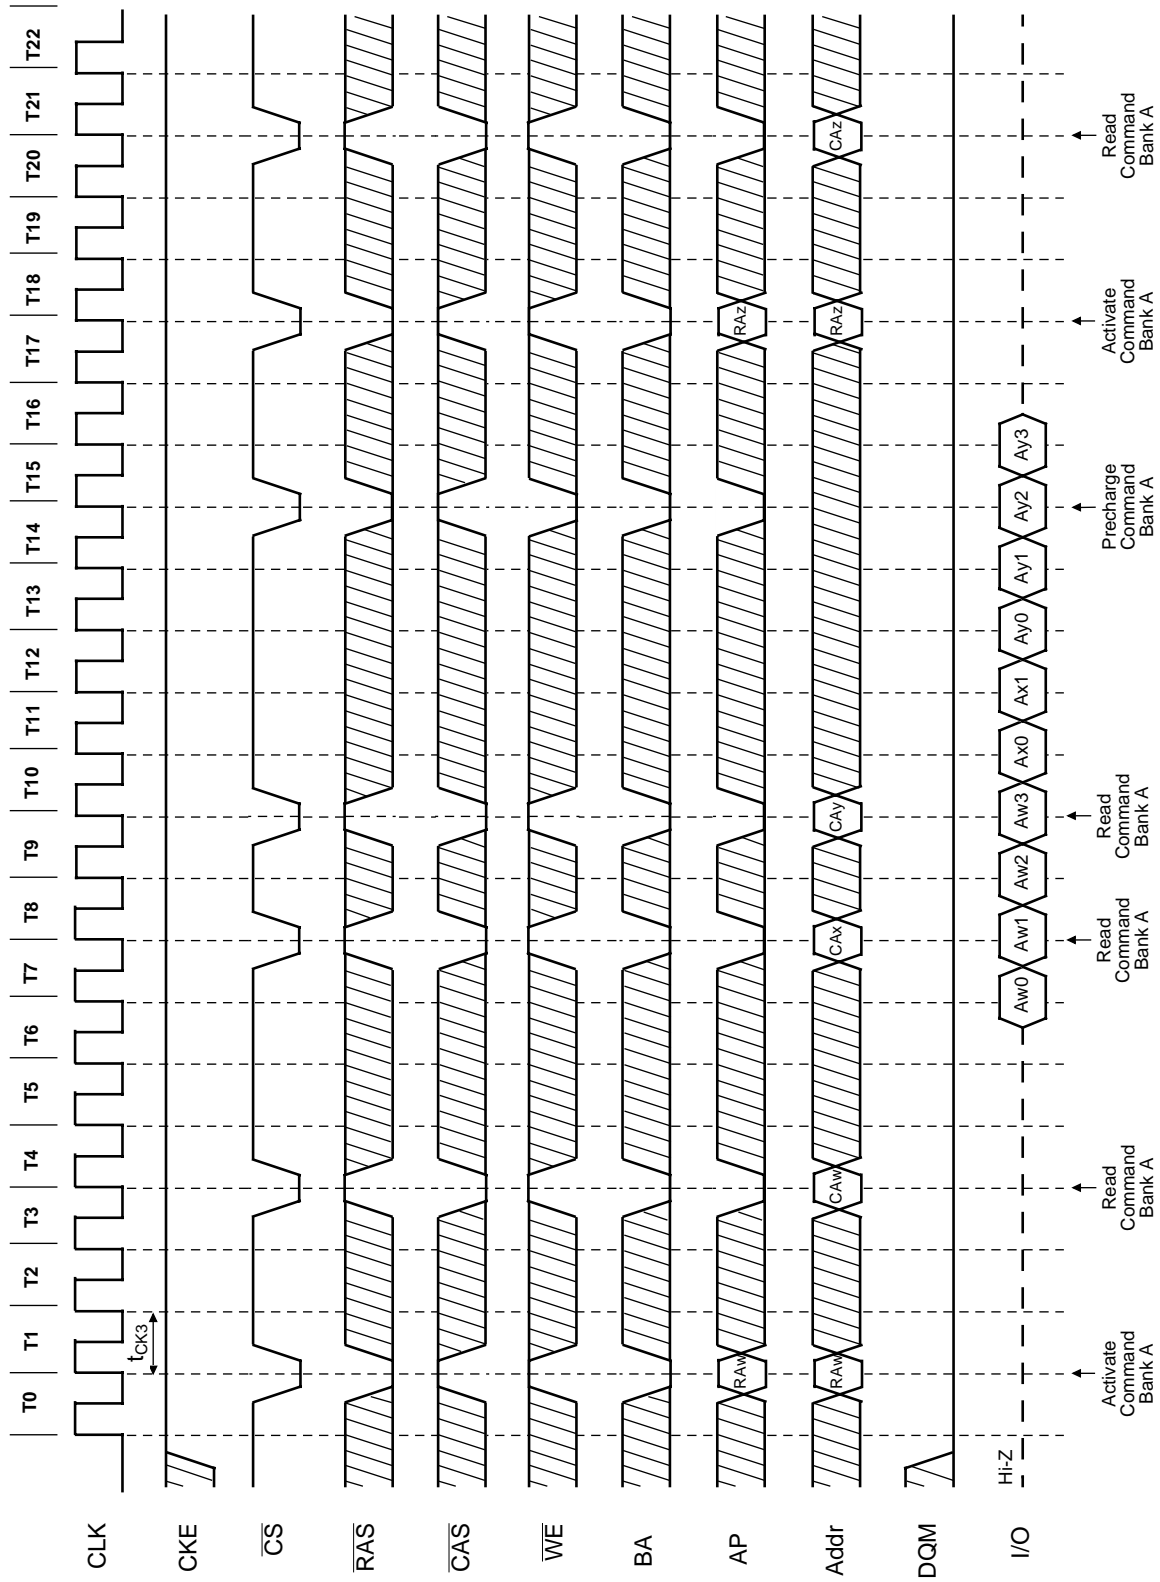 T0 T1 T2 T3 T4 T5 T6 T7 T8 T9 T10 T11 T12 T13 T14 T15 T16 T17 T18 T19 T20 T21 T22
CLK
tCK3
CKE
CS
RAS
CAS
WE
BA
AP
RAw RAz
Addr
RAw CAw CAx CAy RAz CAz
DQM
I/O
Hi-Z
Aw0 Aw1 Aw2 Aw3 Ax0 Ax1 Ay0 Ay1 Ay2 Ay3
Activate
Command
Bank A
Read
Command
Bank A
Read
Command
Bank A
Read
Command
Bank A
Precharge
Command
Bank A
Activate
Command
Bank A
Read
Command
Bank A